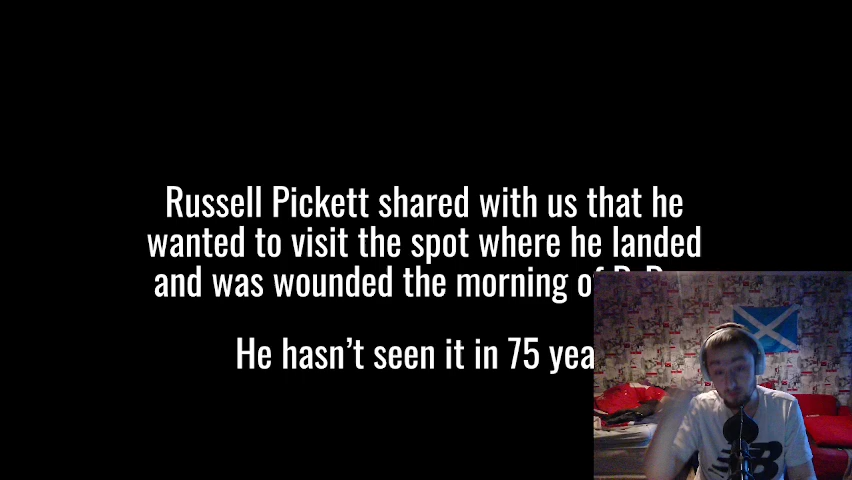 Russell Pickett shared with us that he
wanted to visit the spot where he landed
and was wounded the morning of
He hasn't seen it in 75